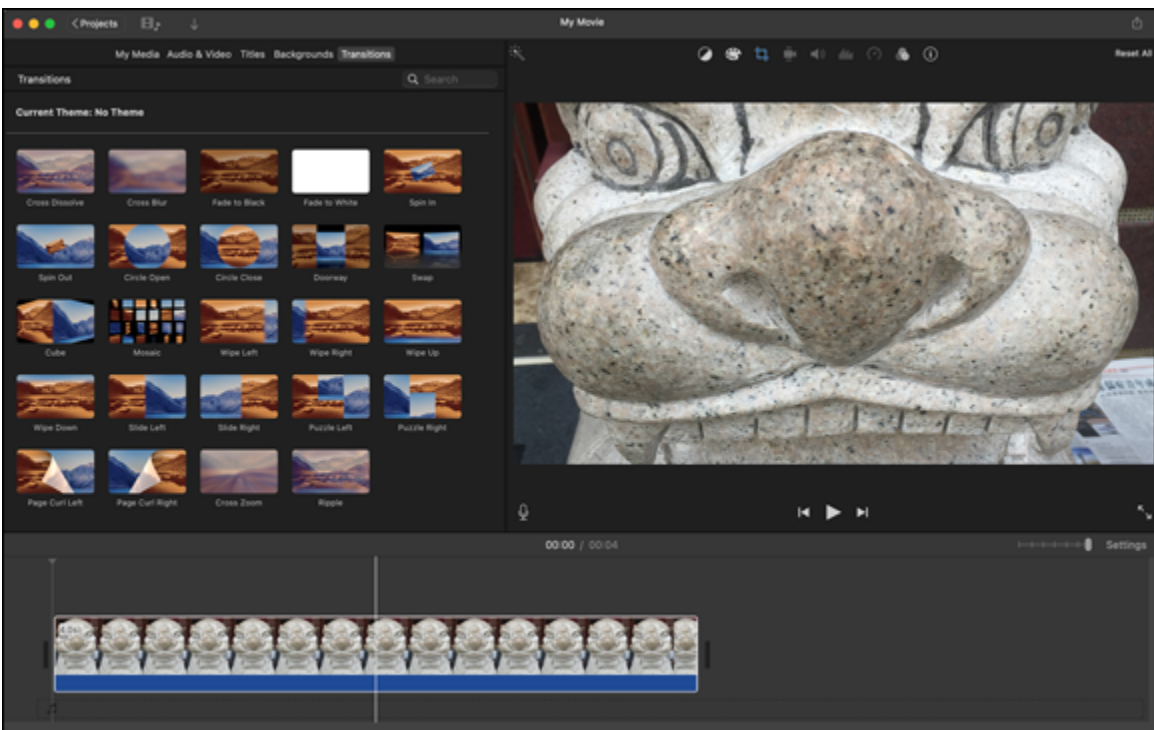 Projects
My Movie
My Media Audio & Video Titles Backgrounds Transitions
Reset All
Transitions
Search
Current Theme: No Theme
Cross Dissolve Cross Blur Fade to Black Fade to White Spin In
Spin Out Circle Open Circle Close Doorway Swap
Cube Mosaic Wipe Left Wipe Right Wipe Up
Wipe Down Slide Left Slide Right Puzzle Left Puzzle Right
Page Curl Left Page Curl Right Cross Zoom Ripple
00:00 / 00:04
Settings
4.0s